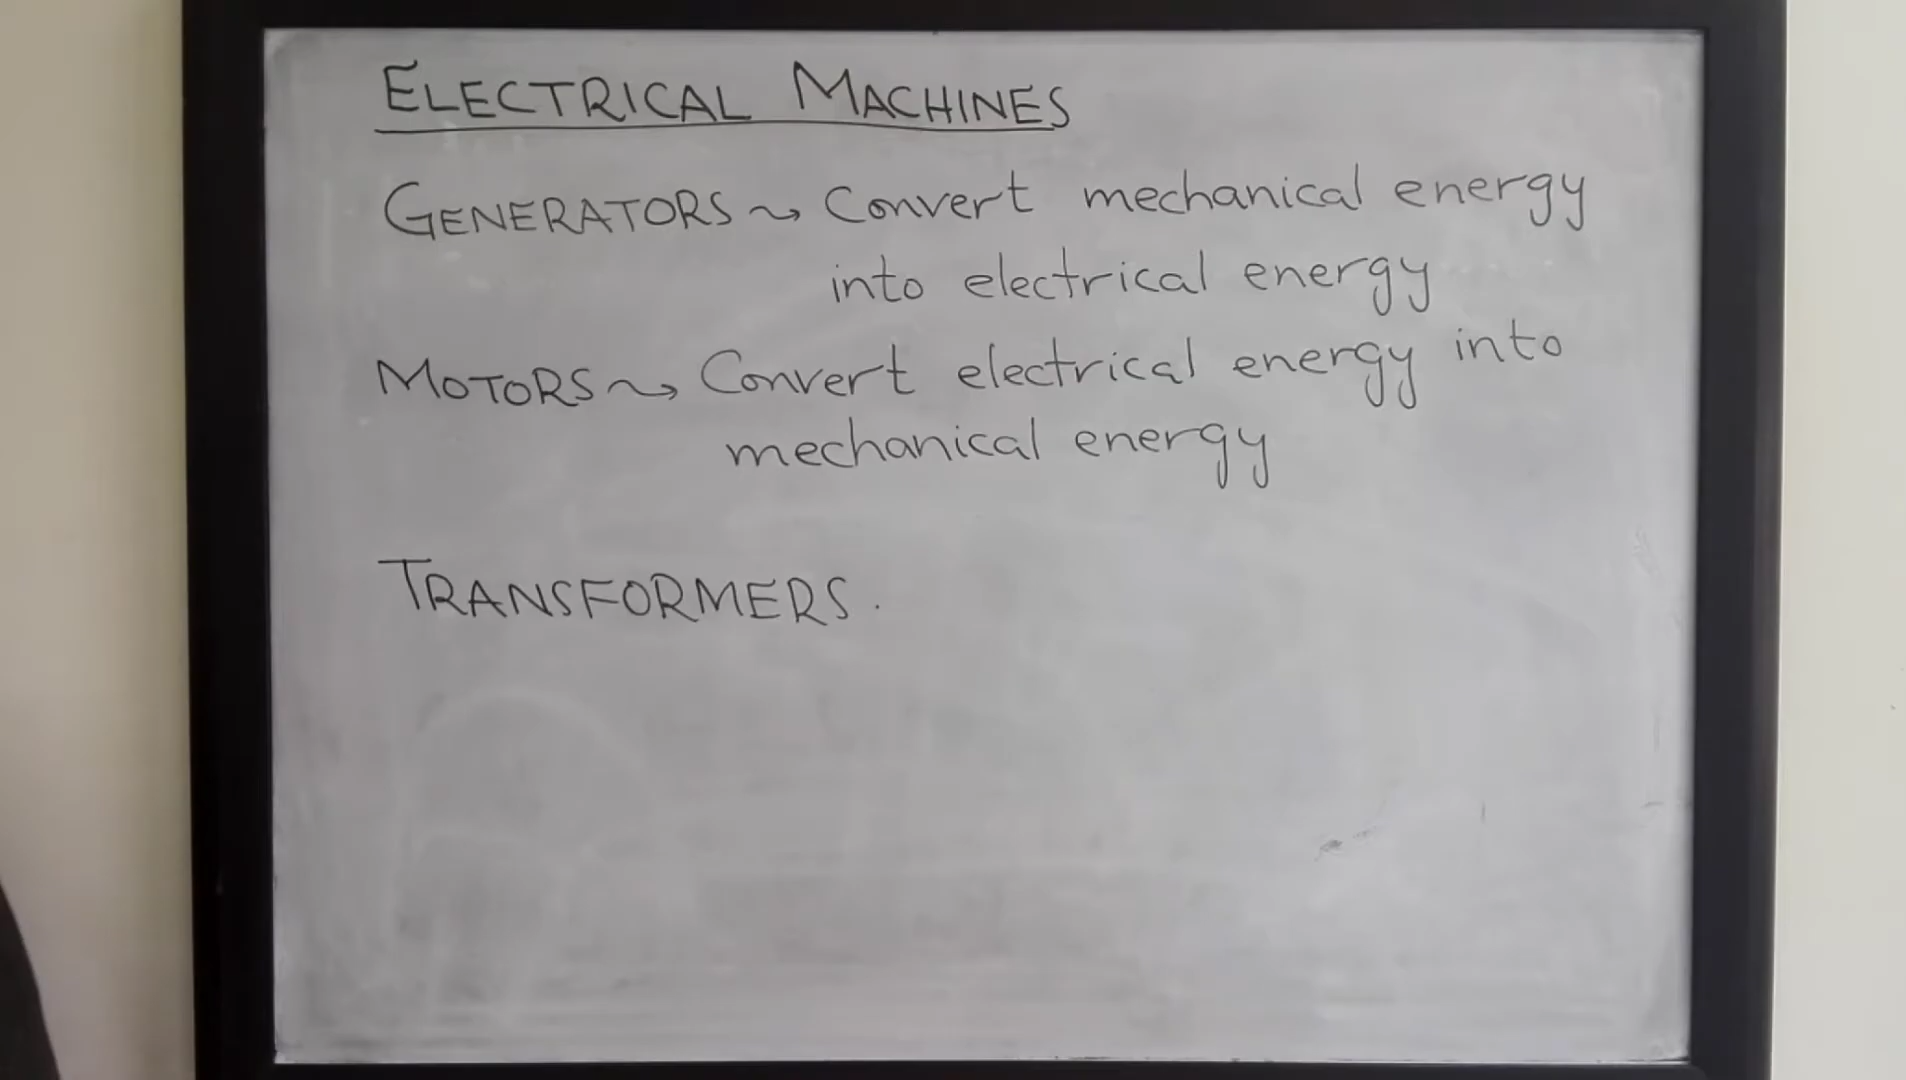 ELECTRICAL MACHINES
GENERATORS ⤳ Convert mechanical energy
into electrical energy
MOTORS ⤳ Convert electrical energy into
mechanical energy
TRANSFORMERS.